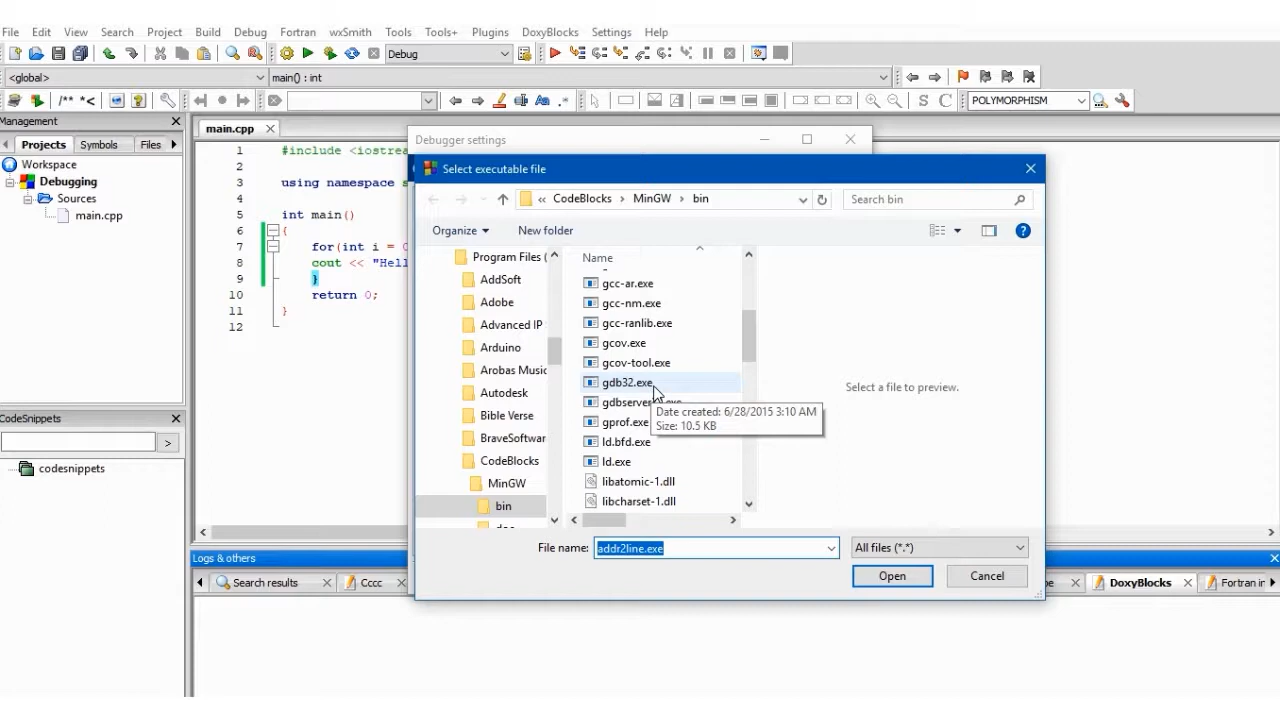 File Edit View Search Project Build Debug Fortran wxSmith Tools Tools+ Plugins DoxyBlocks Settings Help
Debug
<global> main() : int
/** *< Aa .* S C POLYMORPHISM
Management
Projects Symbols Files
Workspace
Debugging
Sources
main.cpp
CodeSnippets
codesnippets
main.cpp
1 #include <iostrea
2
3 using namespace s
4
5 int main()
6 {
7 for(int i = 0
8 cout << "Hell
9 }
10 return 0;
11 }
12
Debugger settings
Select executable file
« CodeBlocks MinGW bin
Search bin
Organize New folder
Program Files (
AddSoft
Adobe
Advanced IP
Arduino
Arobas Music
Autodesk
Bible Verse
BraveSoftwar
CodeBlocks
MinGW
bin
Name
gcc-ar.exe
gcc-nm.exe
gcc-ranlib.exe
gcov.exe
gcov-tool.exe
gdb32.exe
gdbserver
gprof.exe
ld.bfd.exe
ld.exe
libatomic-1.dll
libcharset-1.dll
Date created: 6/28/2015 3:10 AM
Size: 10.5 KB
Select a file to preview.
File name: addr2line.exe All files (*.*)
Open Cancel
Logs & others
Search results Cccc DoxyBlocks Fortran in